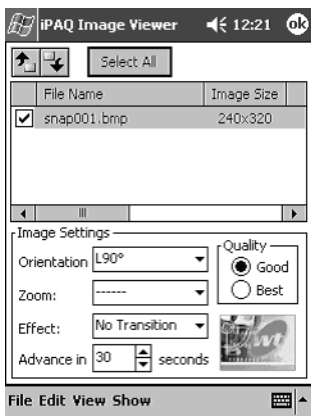 iPAQ Image Viewer 12:21 ok
Select All
File Name Image Size
snap001.bmp 240x320
Image Settings
Orientation L90°
Quality
Good
Zoom: ------
Best
Effect: No Transition
Advance in 30 seconds
File Edit View Show